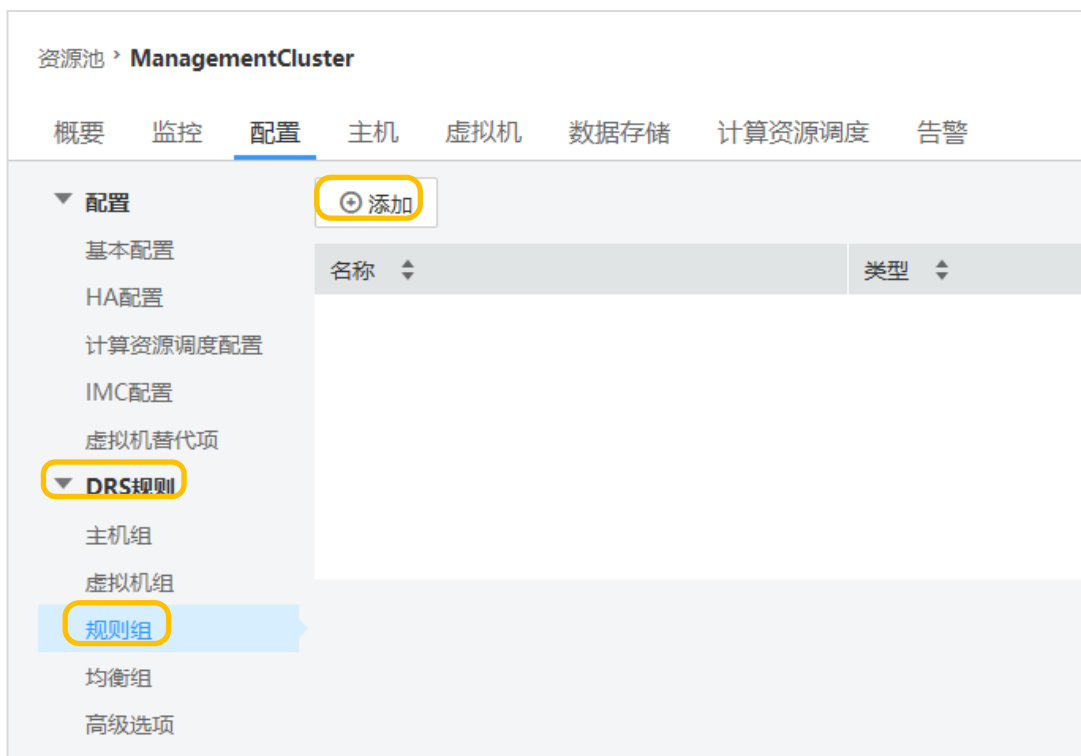 资源池 > ManagementCluster
概要 监控 配置 主机 虚拟机 数据存储 计算资源调度 告警
配置
基本配置
HA配置
计算资源调度配置
IMC配置
虚拟机替代项
DRS规则
主机组
虚拟机组
规则组
均衡组
高级选项
添加
名称 类型